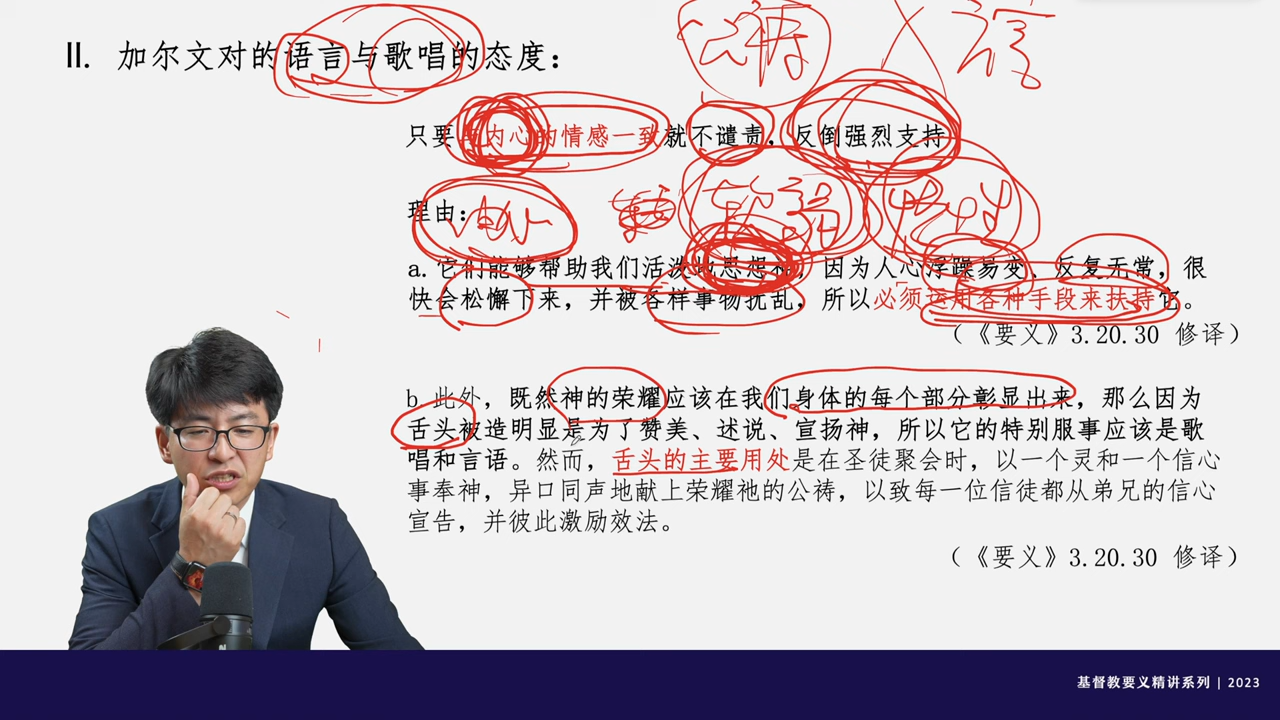 II. 加尔文对的语言与歌唱的态度：
公祷
只要与内心的情感一致就不谴责，反倒强烈支持
理由：
软弱
a. 它们能够帮助我们活泼地思想神，因为人心浮躁易变、反复无常，很
快会松懈下来，并被各样事物扰乱，所以必须运用各种手段来扶持它。
（《要义》3.20.30 修译）
b. 此外，既然神的荣耀应该在我们身体的每个部分彰显出来，那么因为
舌头被造明显是为了赞美、述说、宣扬神，所以它的特别服事应该是歌
唱和言语。然而，舌头的主要用处是在圣徒聚会时，以一个灵和一个信心
事奉神，异口同声地献上荣耀祂的公祷，以致每一位信徒都从弟兄的信心
宣告，并彼此激励效法。
（《要义》3.20.30 修译）
基督教要义精讲系列 | 2023